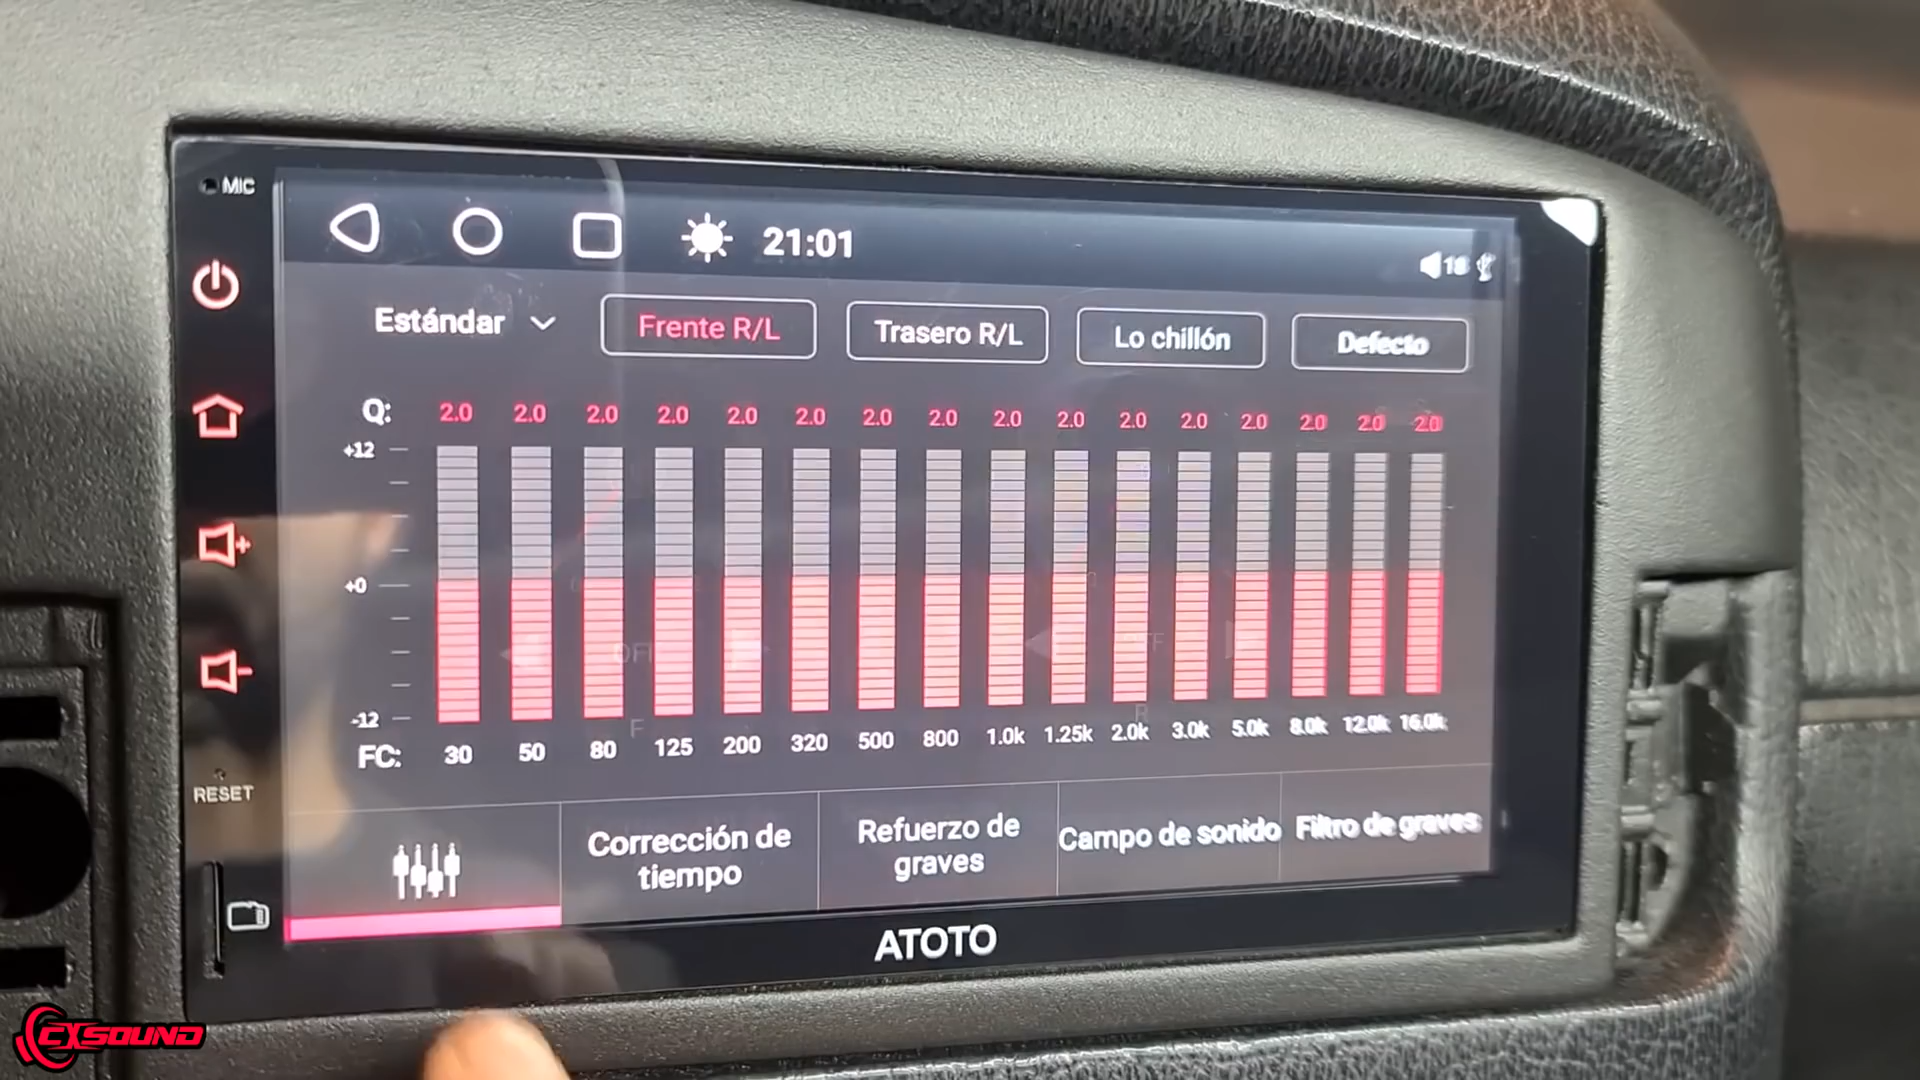 MIC
21:01
18
Estándar
Frente R/L
Trasero R/L
Lo chillón
Defecto
Q: 2.0 2.0 2.0 2.0 2.0 2.0 2.0 2.0 2.0 2.0 2.0 2.0 2.0 2.0 2.0 2.0
+12
+0
-12
FC: 30 50 80 125 200 320 500 800 1.0k 1.25k 2.0k 3.0k 5.0k 8.0k 12.0k 16.0k
RESET
Corrección de
tiempo
Refuerzo de
graves
Campo de sonido
Filtro de graves
ATOTO
CXSOUND